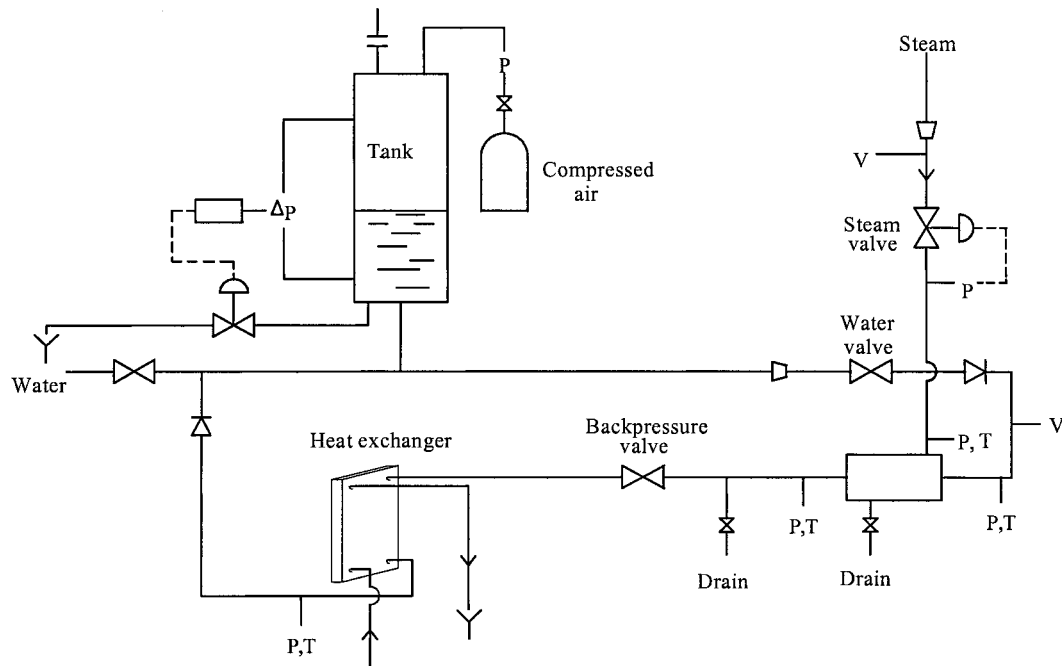 Steam
P
Tank
V
Compressed
air
ΔP
Steam
valve
P
Water
valve
Water
Backpressure
valve
Heat exchanger
V
P, T
P,T
P,T
Drain
Drain
P,T